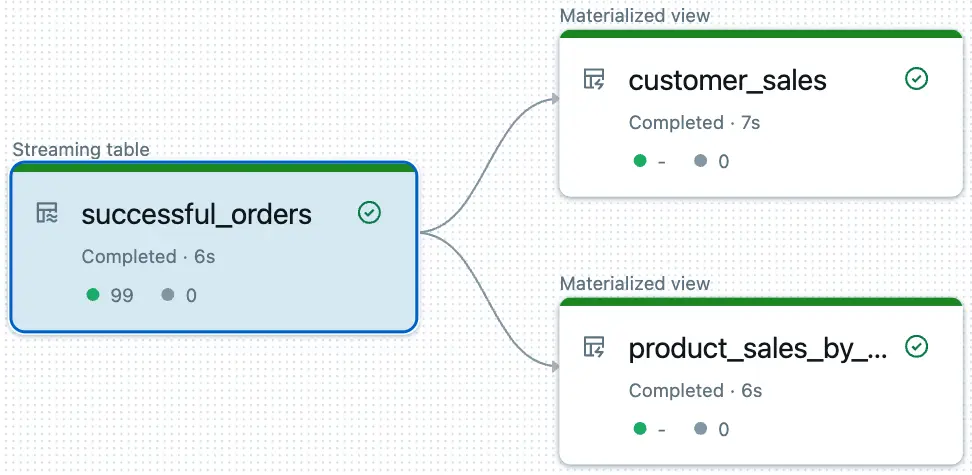 Streaming table
successful_orders
Completed · 6s
99 0
Materialized view
customer_sales
Completed · 7s
- 0
Materialized view
product_sales_by_...
Completed · 6s
- 0